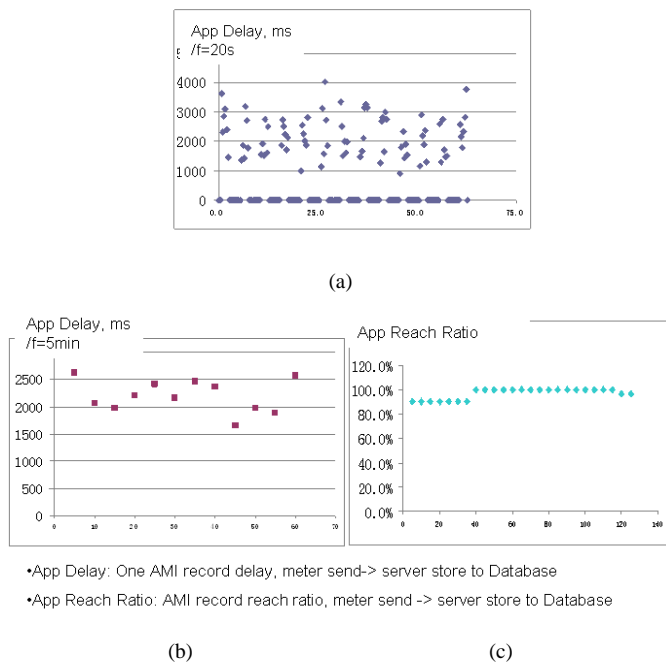 App Delay, ms
/f=20s
5
4000
3000
2000
1000
0
0.0 25.0 50.0 75.0
(a)
App Delay, ms
/f=5min
2500
2000
1500
1000
500
0
0 10 20 30 40 50 60 70
App Reach Ratio
120.0%
100.0%
80.0%
60.0%
40.0%
20.0%
0.0%
0 20 40 60 80 100 120 140
•App Delay: One AMI record delay, meter send-> server store to Database
•App Reach Ratio: AMI record reach ratio, meter send -> server store to Database
(b) (c)